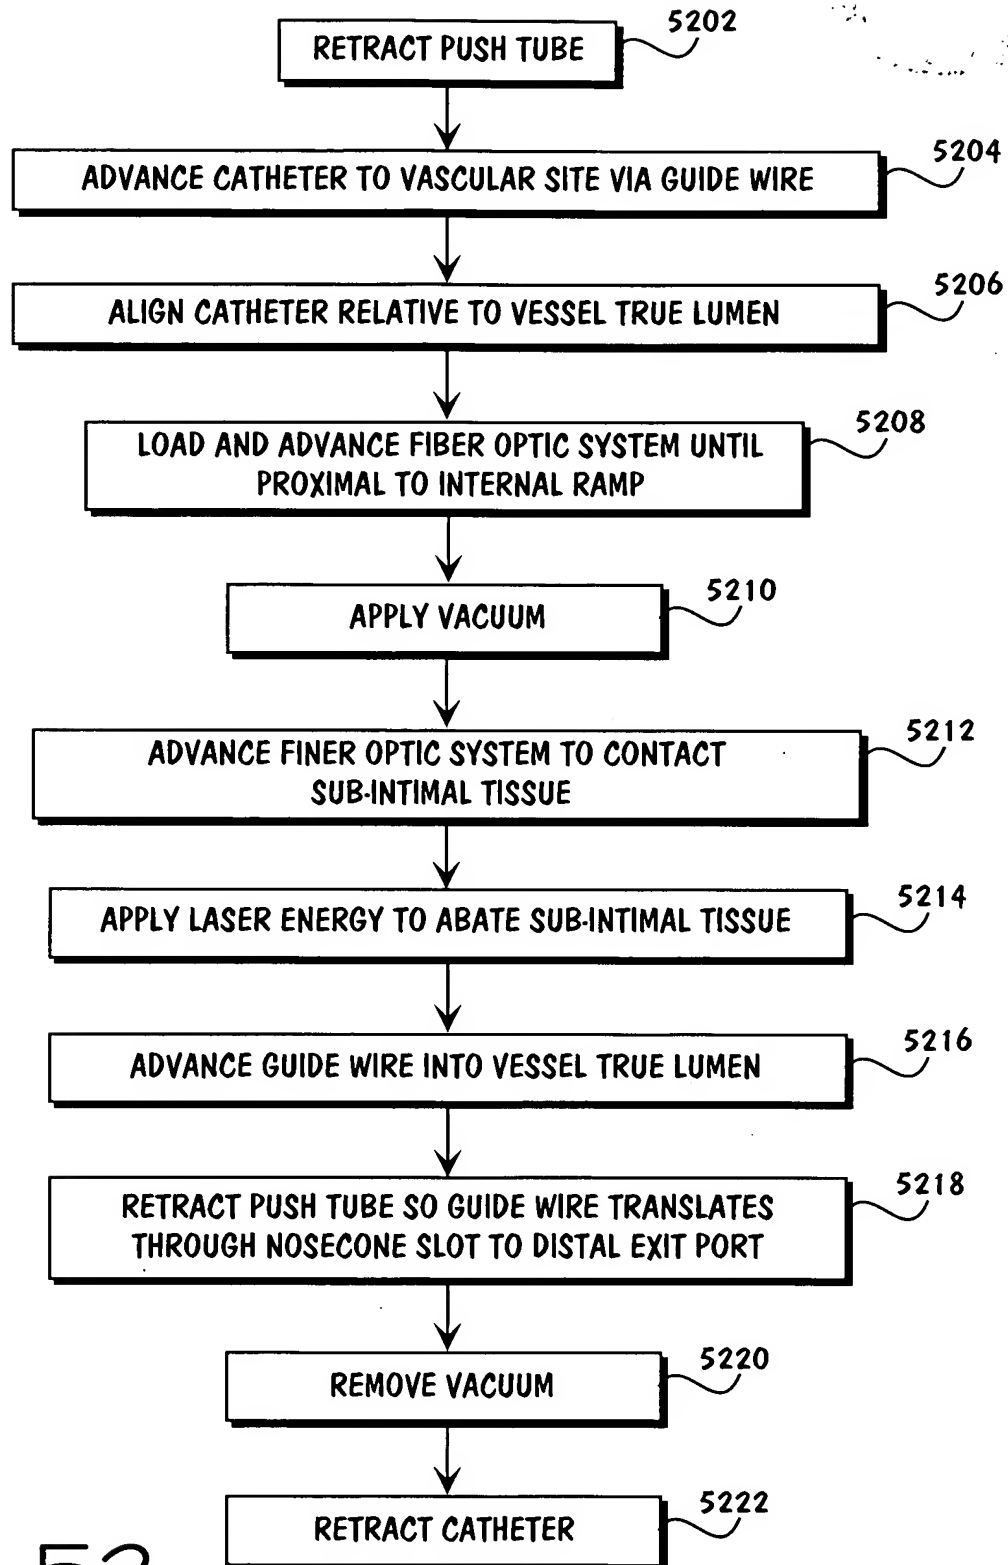 RETRACT PUSH TUBE
5202
ADVANCE CATHETER TO VASCULAR SITE VIA GUIDE WIRE
5204
ALIGN CATHETER RELATIVE TO VESSEL TRUE LUMEN
5206
LOAD AND ADVANCE FIBER OPTIC SYSTEM UNTIL
PROXIMAL TO INTERNAL RAMP
5208
APPLY VACUUM
5210
ADVANCE FINER OPTIC SYSTEM TO CONTACT
SUB-INTIMAL TISSUE
5212
APPLY LASER ENERGY TO ABATE SUB-INTIMAL TISSUE
5214
ADVANCE GUIDE WIRE INTO VESSEL TRUE LUMEN
5216
RETRACT PUSH TUBE SO GUIDE WIRE TRANSLATES
THROUGH NOSECONE SLOT TO DISTAL EXIT PORT
5218
REMOVE VACUUM
5220
RETRACT CATHETER
5222